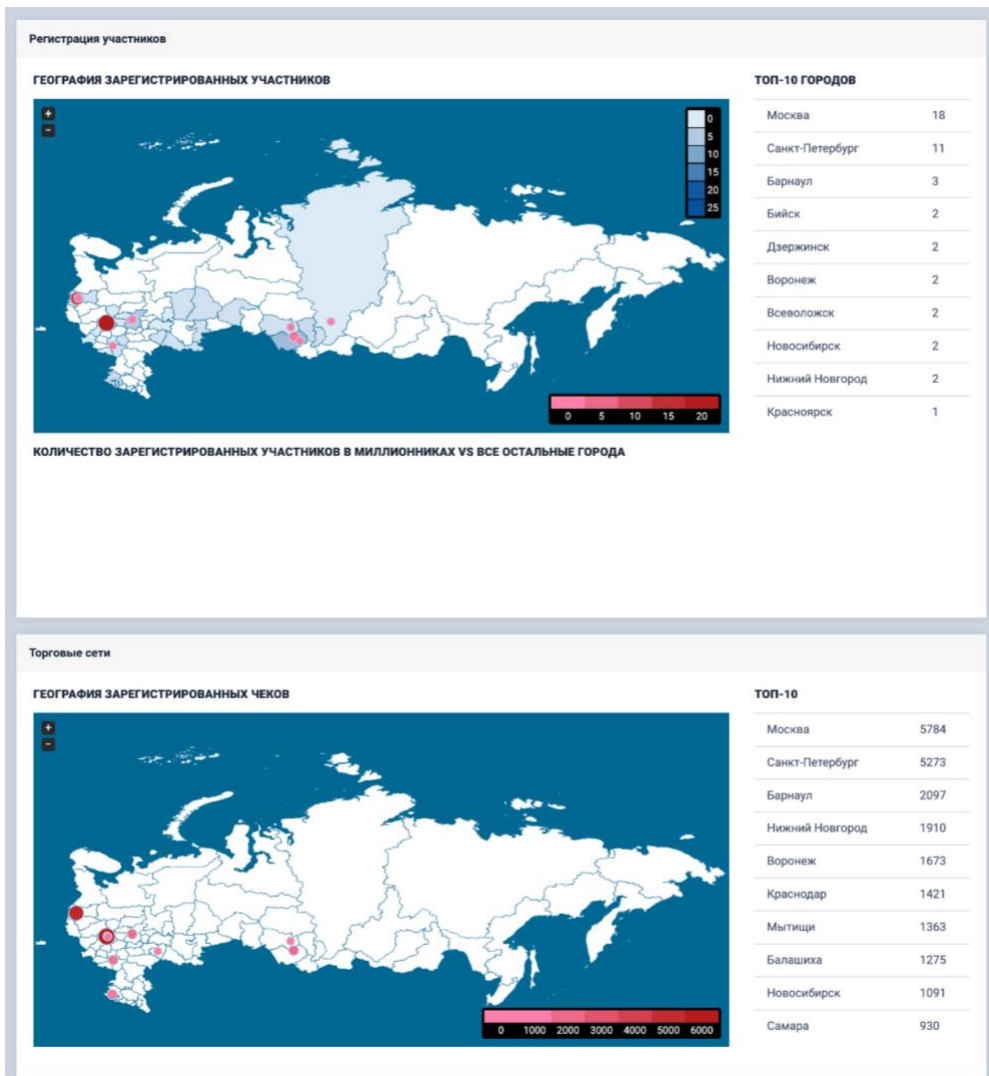 Регистрация участников
ГЕОГРАФИЯ ЗАРЕГИСТРИРОВАННЫХ УЧАСТНИКОВ
+
−
0
5
10
15
20
25
0 5 10 15 20
ТОП-10 ГОРОДОВ
Москва 18
Санкт-Петербург 11
Барнаул 3
Бийск 2
Дзержинск 2
Воронеж 2
Всеволожск 2
Новосибирск 2
Нижний Новгород 2
Красноярск 1
КОЛИЧЕСТВО ЗАРЕГИСТРИРОВАННЫХ УЧАСТНИКОВ В МИЛЛИОННИКАХ VS ВСЕ ОСТАЛЬНЫЕ ГОРОДА
Торговые сети
ГЕОГРАФИЯ ЗАРЕГИСТРИРОВАННЫХ ЧЕКОВ
+
−
0 1000 2000 3000 4000 5000 6000
ТОП-10
Москва 5784
Санкт-Петербург 5273
Барнаул 2097
Нижний Новгород 1910
Воронеж 1673
Краснодар 1421
Мытищи 1363
Балашиха 1275
Новосибирск 1091
Самара 930